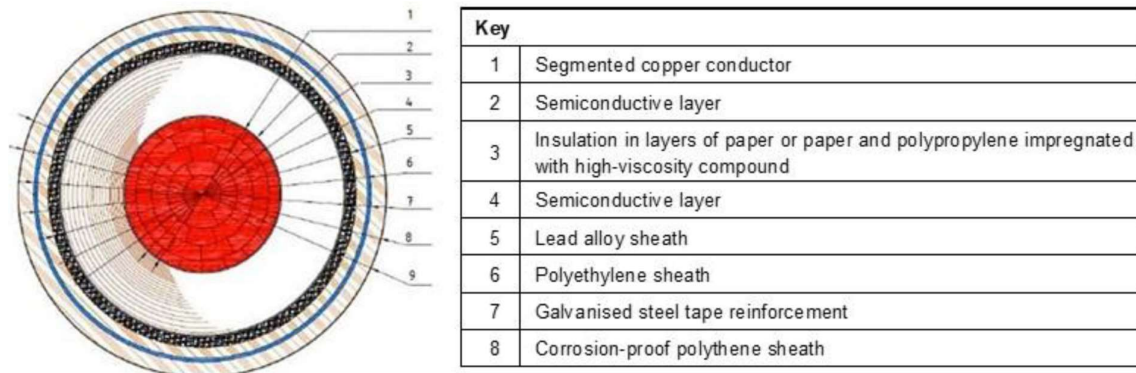 1
2
3
4
5
6
7
8
9
Key
1 Segmented copper conductor
2 Semiconductive layer
3 Insulation in layers of paper or paper and polypropylene impregnated
with high-viscosity compound
4 Semiconductive layer
5 Lead alloy sheath
6 Polyethylene sheath
7 Galvanised steel tape reinforcement
8 Corrosion-proof polythene sheath